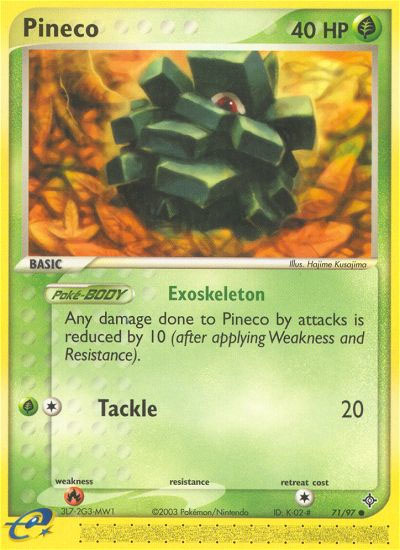 Pineco 40 HP
BASIC Illus. Hajime Kusajima
Poké-BODY Exoskeleton
Any damage done to Pineco by attacks is
reduced by 10 (after applying Weakness and
Resistance).
Tackle 20
weakness resistance retreat cost
3L7-2G3-MW1 ©2003 Pokémon/Nintendo ID: K-02-# 71/97
e